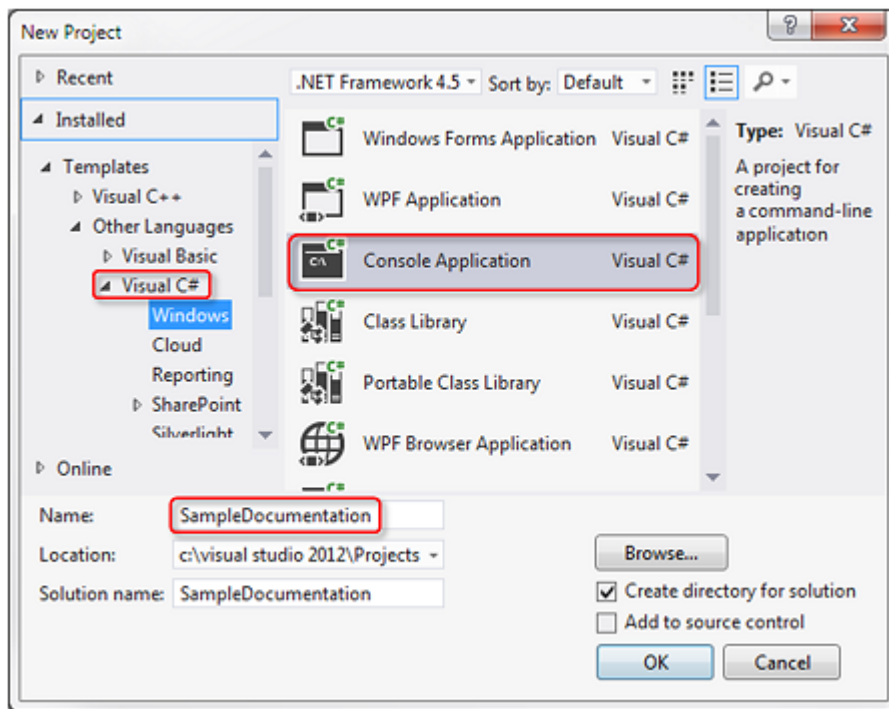 New Project
Recent
Installed
Templates
Visual C++
Other Languages
Visual Basic
Visual C#
Windows
Cloud
Reporting
SharePoint
Silverlight
Online
.NET Framework 4.5 Sort by: Default
C# Windows Forms Application Visual C#
C# WPF Application Visual C#
C# C:\ Console Application Visual C#
C# Class Library Visual C#
C# Portable Class Library Visual C#
C# WPF Browser Application Visual C#
C#
Type: Visual C#
A project for
creating
a command-line
application
Name: SampleDocumentation
Location: c:\visual studio 2012\Projects
Solution name: SampleDocumentation
Browse...
Create directory for solution
Add to source control
OK Cancel